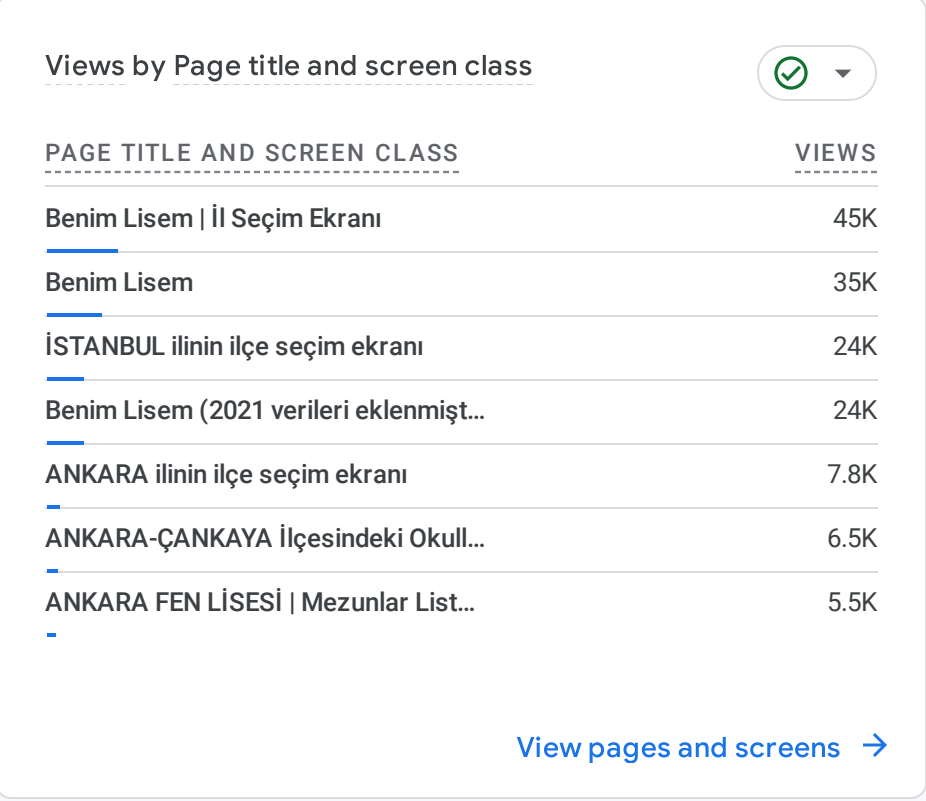 Views by Page title and screen class
PAGE TITLE AND SCREEN CLASS VIEWS
Benim Lisem | İl Seçim Ekranı 45K
Benim Lisem 35K
İSTANBUL ilinin ilçe seçim ekranı 24K
Benim Lisem (2021 verileri eklenmişt... 24K
ANKARA ilinin ilçe seçim ekranı 7.8K
ANKARA-ÇANKAYA İlçesindeki Okull... 6.5K
ANKARA FEN LİSESİ | Mezunlar List... 5.5K
View pages and screens